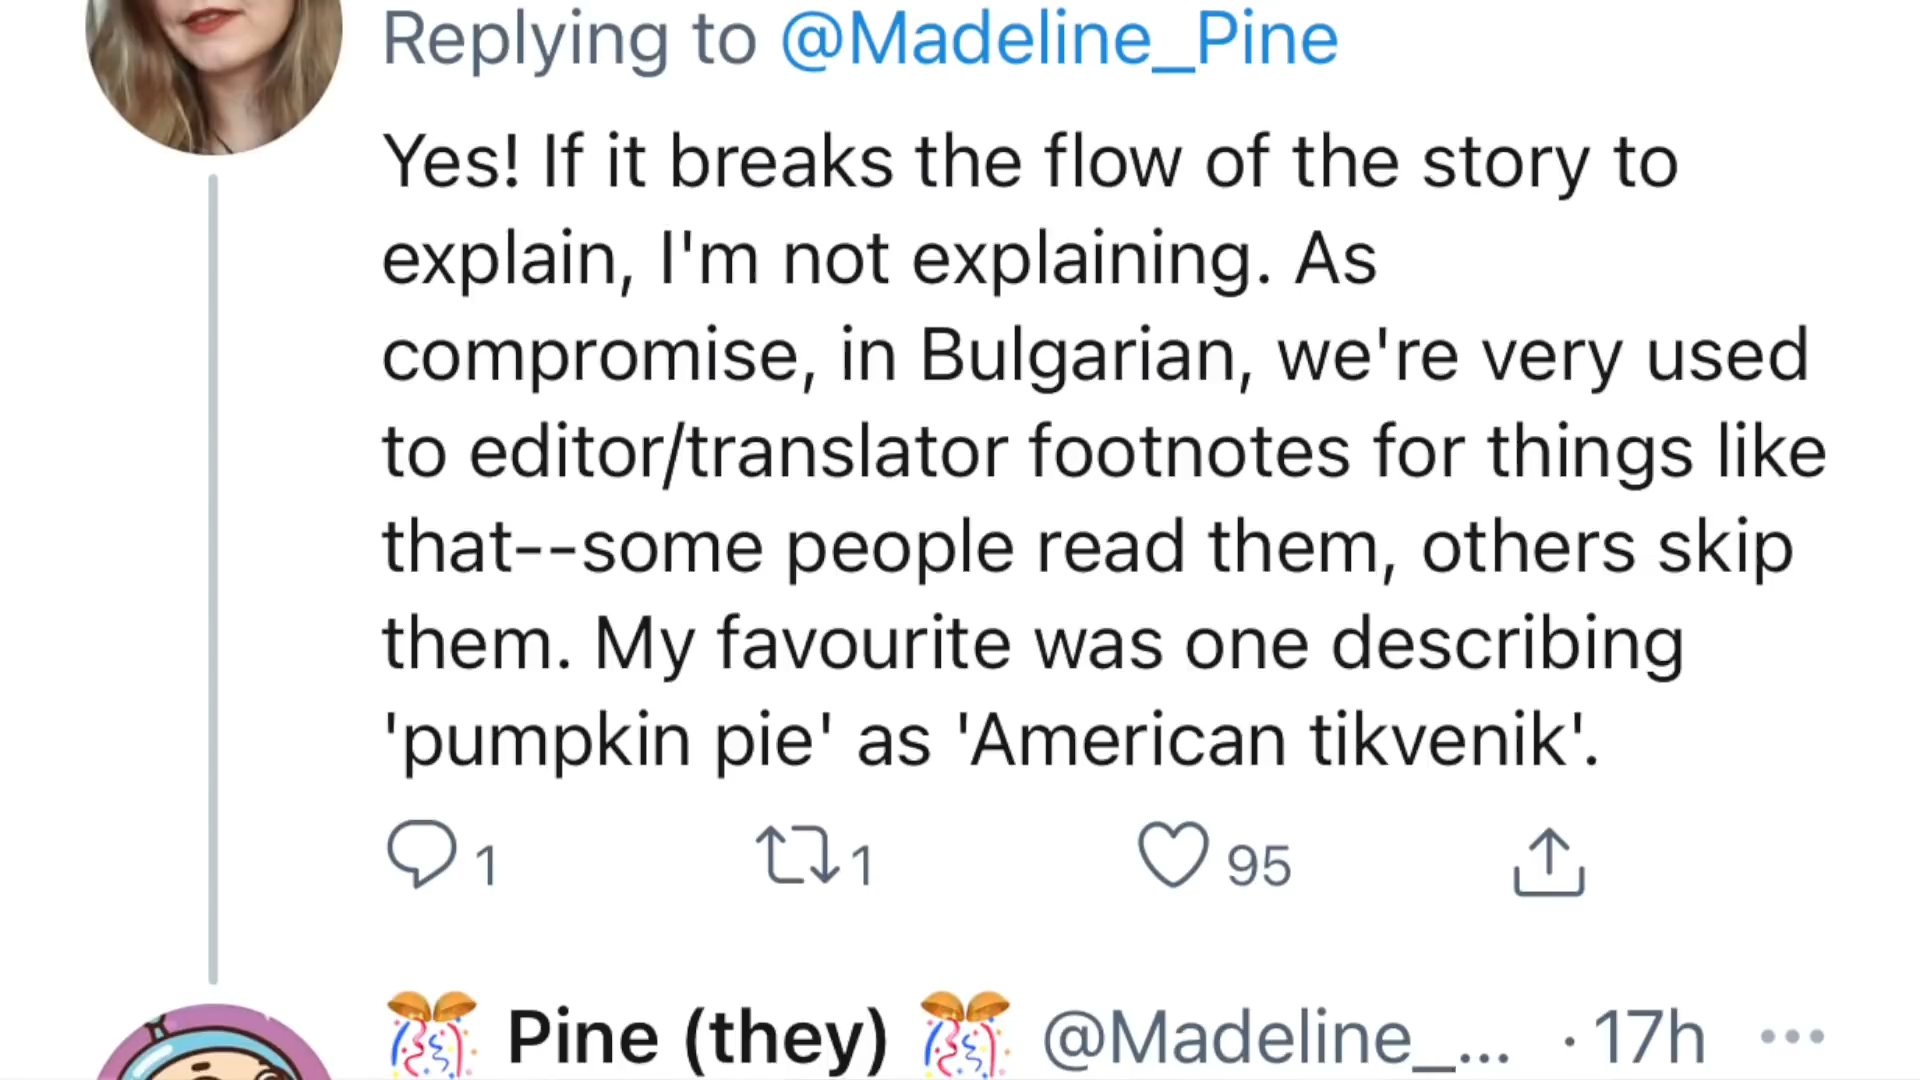 Replying to @Madeline_Pine
Yes! If it breaks the flow of the story to
explain, I'm not explaining. As
compromise, in Bulgarian, we're very used
to editor/translator footnotes for things like
that--some people read them, others skip
them. My favourite was one describing
'pumpkin pie' as 'American tikvenik'.
1 1 95
🎊 Pine (they) 🎊 @Madeline_... · 17h